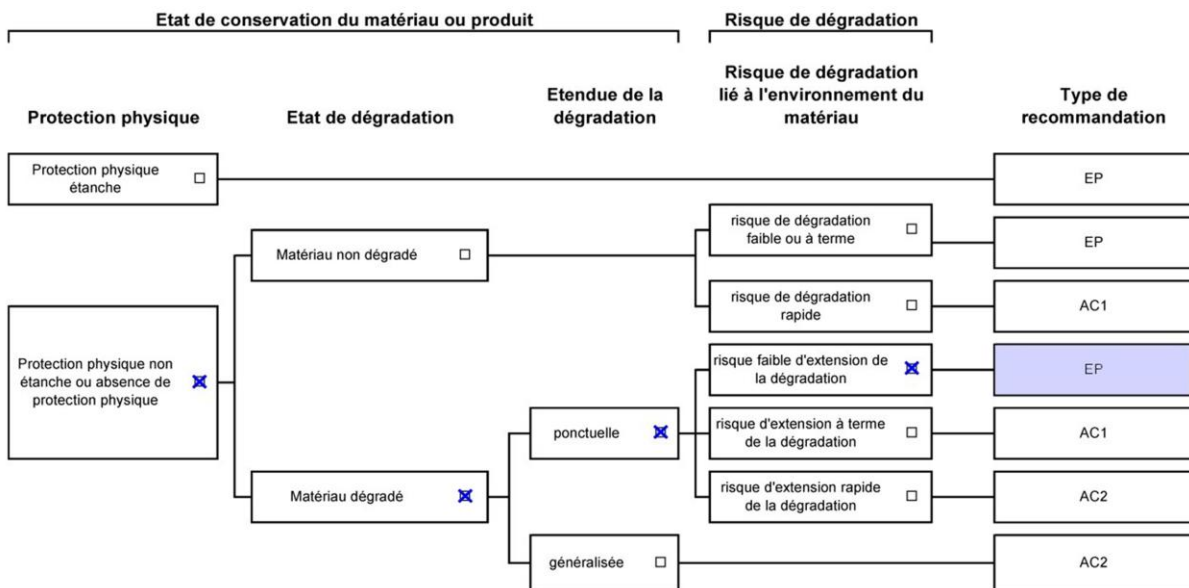 Etat de conservation du matériau ou produit
Risque de dégradation
Protection physique
Etat de dégradation
Etendue de la
dégradation
Risque de dégradation
lié à l'environnement du
matériau
Type de
recommandation
Protection physique
étanche
EP
Matériau non dégradé
risque de dégradation
faible ou à terme
EP
risque de dégradation
rapide
AC1
Protection physique non
étanche ou absence de
protection physique
risque faible d'extension de
la dégradation
EP
ponctuelle
risque d'extension à terme
de la dégradation
AC1
Matériau dégradé
risque d'extension rapide
de la dégradation
AC2
généralisée
AC2